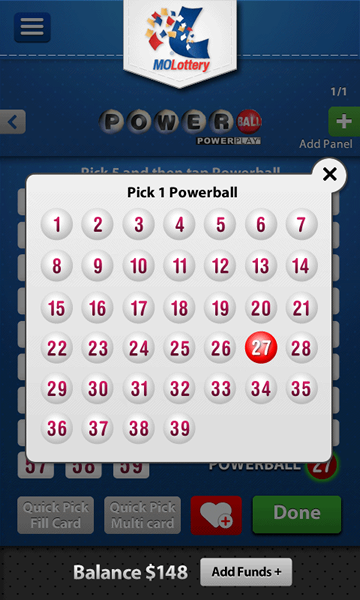 MOLottery
1/1
POWERBALL
POWERPLAY
Add Panel
Pick 5 and then tap Powerball
Pick 1 Powerball
1 2 3 4 5 6 7
8 9 10 11 12 13 14
15 16 17 18 19 20 21
22 23 24 25 26 27 28
29 30 31 32 33 34 35
36 37 38 39
57 58 59 POWERBALL 27
Quick Pick Quick Pick
Fill Card Multi card
Done
Balance $148 Add Funds +